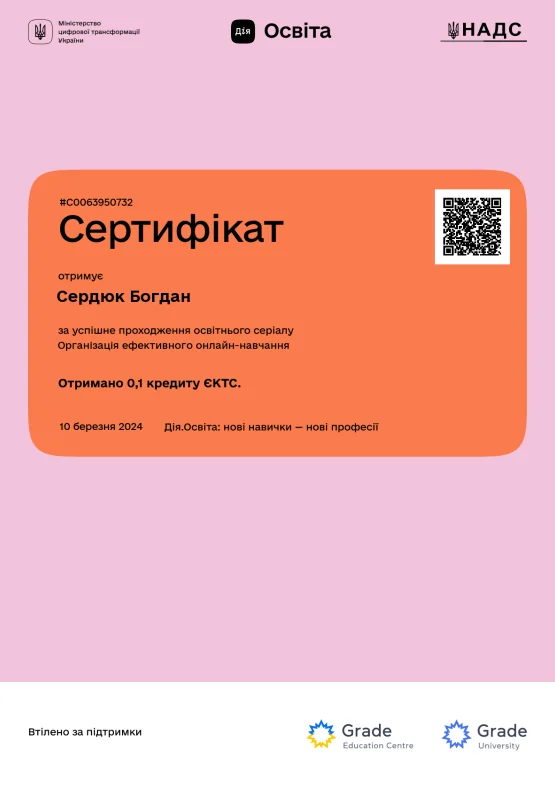 Міністерство
цифрової трансформації
України
Дія Освіта
НАДС
#C0063950732
Сертифікат
отримує
Сердюк Богдан
за успішне проходження освітнього серіалу
Організація ефективного онлайн-навчання
Отримано 0,1 кредиту ЄКТС.
10 березня 2024 Дія.Освіта: нові навички — нові професії
Втілено за підтримки
Grade
Education Centre
Grade
University